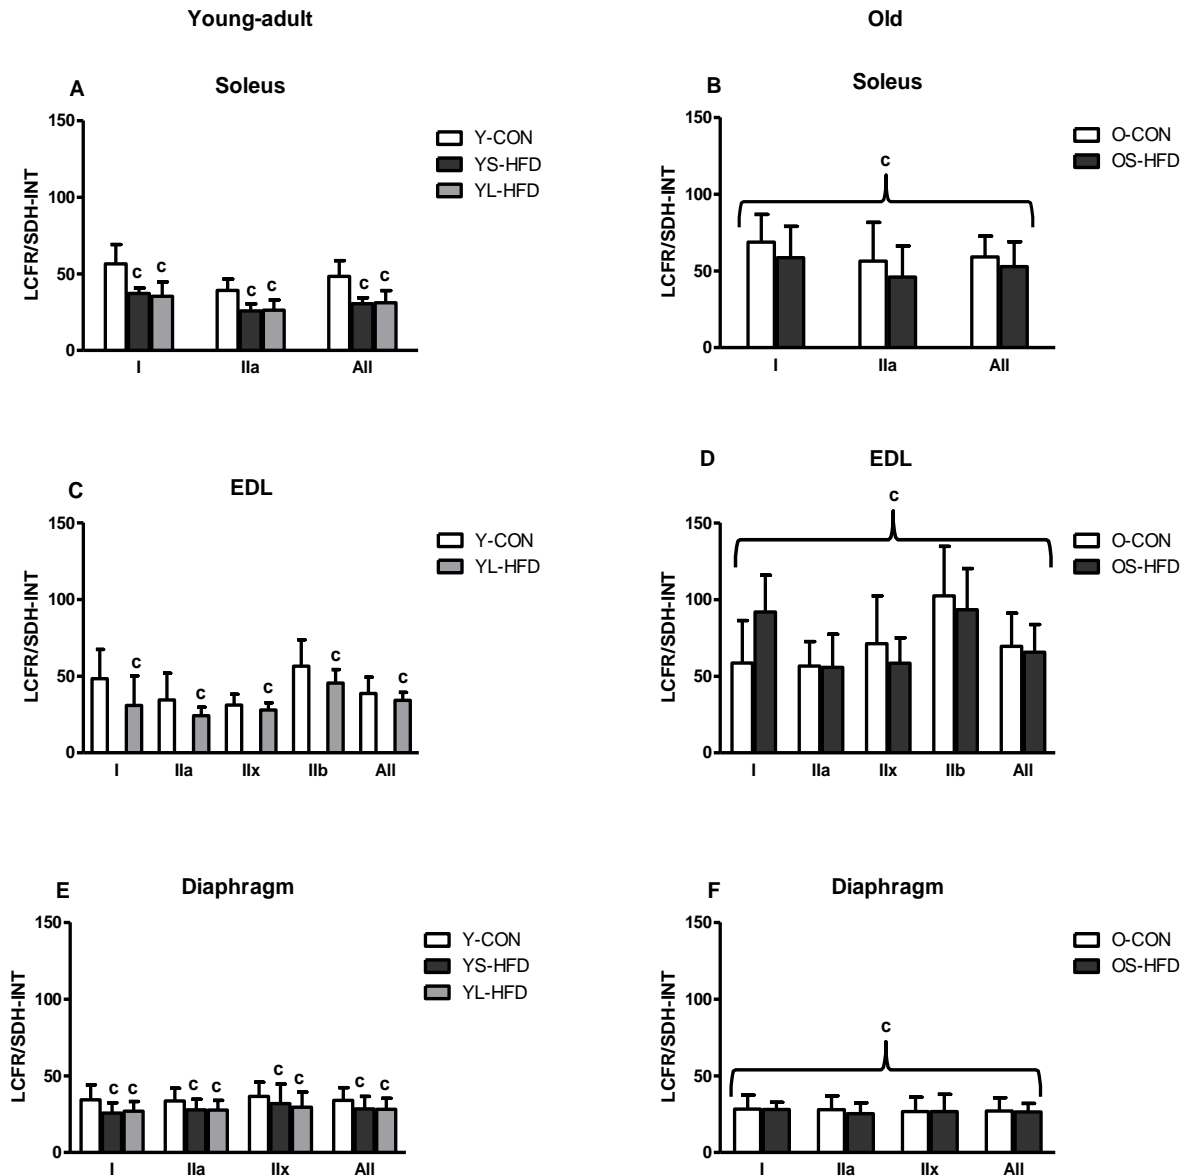 Young-adult
Old
A
Soleus
150
100
50
0
LCFR/SDH-INT
c c
c c
c c
I IIa All
Y-CON
YS-HFD
YL-HFD
B
Soleus
150
100
50
0
LCFR/SDH-INT
c
I IIa All
O-CON
OS-HFD
C
EDL
150
100
50
0
LCFR/SDH-INT
c c c c c
I IIa IIx IIb All
Y-CON
YL-HFD
D
EDL
150
100
50
0
LCFR/SDH-INT
c
I IIa IIx IIb All
O-CON
OS-HFD
E
Diaphragm
150
100
50
0
LCFR/SDH-INT
c c
c c
c c
c c
I IIa IIx All
Y-CON
YS-HFD
YL-HFD
F
Diaphragm
150
100
50
0
LCFR/SDH-INT
c
I IIa IIx All
O-CON
OS-HFD